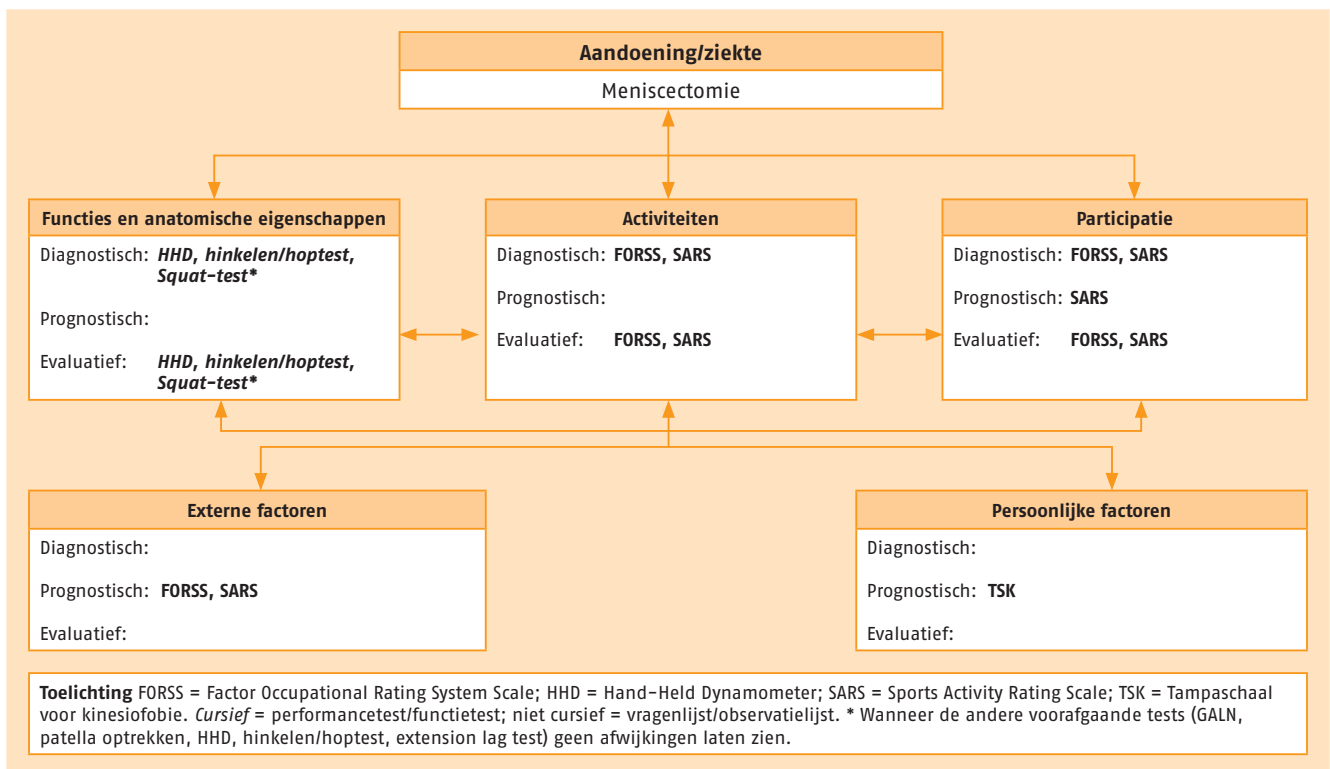 Aandoening/ziekte
Meniscectomie
Functies en anatomische eigenschappen
Diagnostisch: HHD, hinkelen/hoptest,
Squat-test*
Prognostisch:
Evaluatief: HHD, hinkelen/hoptest,
Squat-test*
Activiteiten
Diagnostisch: FORSS, SARS
Prognostisch:
Evaluatief: FORSS, SARS
Participatie
Diagnostisch: FORSS, SARS
Prognostisch: SARS
Evaluatief: FORSS, SARS
Externe factoren
Diagnostisch:
Prognostisch: FORSS, SARS
Evaluatief:
Persoonlijke factoren
Diagnostisch:
Prognostisch: TSK
Evaluatief:
Toelichting FORSS = Factor Occupational Rating System Scale; HHD = Hand-Held Dynamometer; SARS = Sports Activity Rating Scale; TSK = Tampaschaal
voor kinesiofobie. Cursief = performancetest/functietest; niet cursief = vragenlijst/observatielijst. * Wanneer de andere voorafgaande tests (GALN,
patella optrekken, HHD, hinkelen/hoptest, extension lag test) geen afwijkingen laten zien.